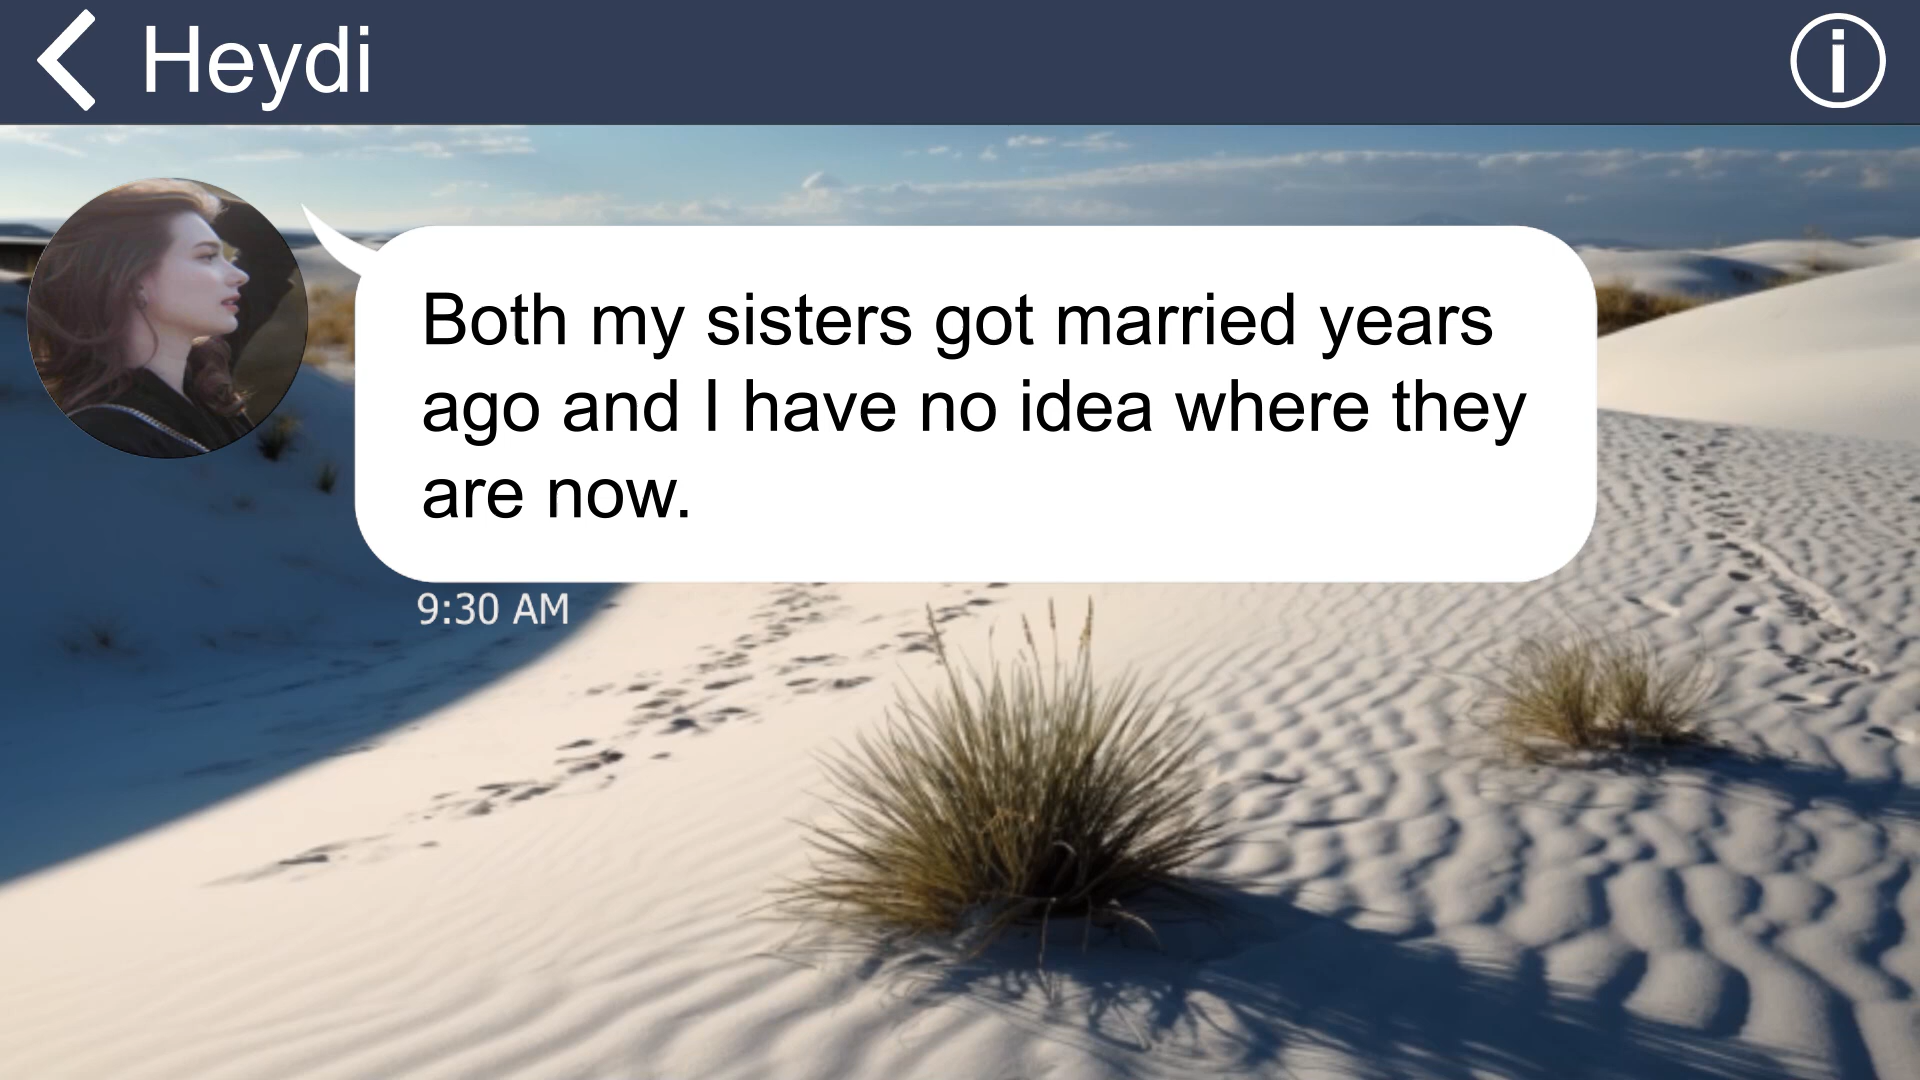 Heydi
Both my sisters got married years
ago and I have no idea where they
are now.
9:30 AM